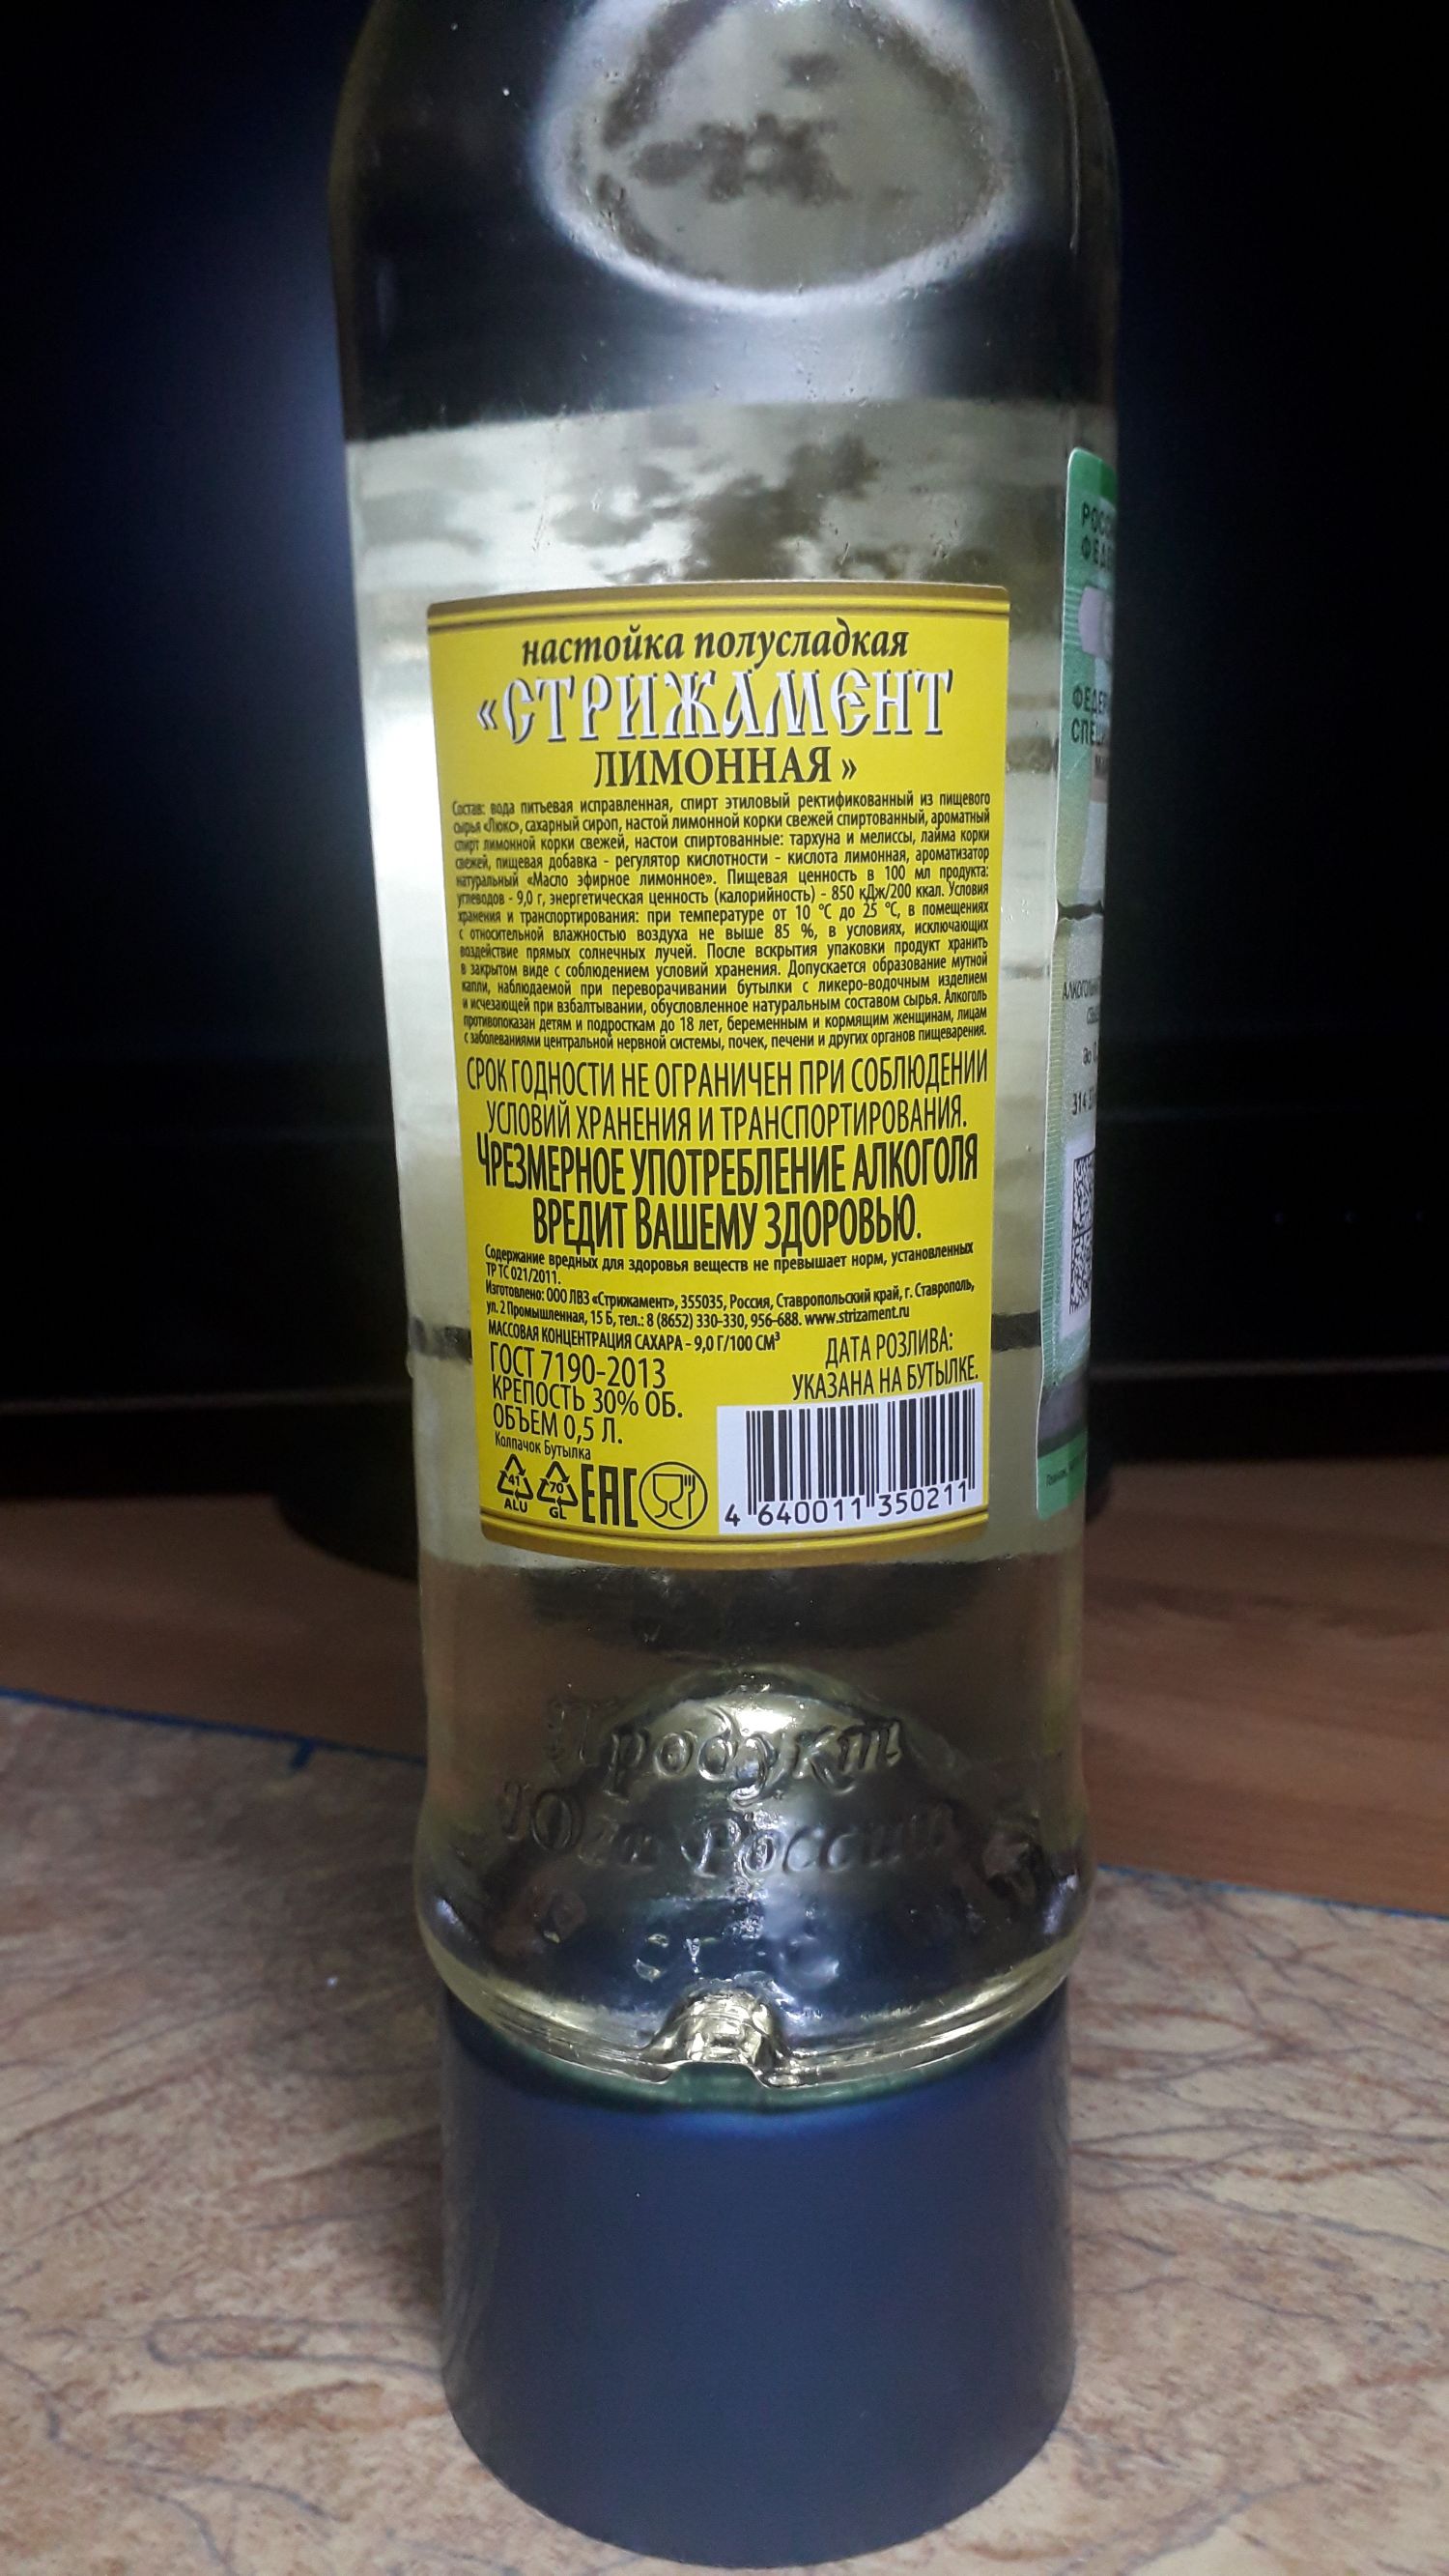 настойка полусладкая
«СТРИЖАМЕНТ
ЛИМОННАЯ»
Состав: вода питьевая исправленная, спирт этиловый ректификованный из пищевого
сырья «Люкс», сахарный сироп, настой лимонной корки свежей спиртованный, ароматный
спирт лимонной корки свежей, настои спиртованные: тархуна и мелиссы, лайма корки
свежей, пищевая добавка - регулятор кислотности - кислота лимонная, ароматизатор
натуральный «Масло эфирное лимонное». Пищевая ценность в 100 мл продукта:
углеводов - 9,0 г, энергетическая ценность (калорийность) - 850 кДж/200 ккал. Условия
хранения и транспортирования: при температуре от 10 °С до 25 °С, в помещениях
с относительной влажностью воздуха не выше 85 %, в условиях, исключающих
воздействие прямых солнечных лучей. После вскрытия упаковки продукт хранить
в закрытом виде с соблюдением условий хранения. Допускается образование мутной
капли, наблюдаемой при переворачивании бутылки с ликеро-водочным изделием
и исчезающей при взбалтывании, обусловленное натуральным составом сырья. Алкоголь
противопоказан детям и подросткам до 18 лет, беременным и кормящим женщинам, лицам
с заболеваниями центральной нервной системы, почек, печени и других органов пищеварения.
СРОК ГОДНОСТИ НЕ ОГРАНИЧЕН ПРИ СОБЛЮДЕНИИ
УСЛОВИЙ ХРАНЕНИЯ И ТРАНСПОРТИРОВАНИЯ.
ЧРЕЗМЕРНОЕ УПОТРЕБЛЕНИЕ АЛКОГОЛЯ
ВРЕДИТ ВАШЕМУ ЗДОРОВЬЮ.
Содержание вредных для здоровья веществ не превышает норм, установленных
ТР ТС 021/2011.
Изготовлено: ООО ЛВЗ «Стрижамент», 355035, Россия, Ставропольский край, г. Ставрополь,
ул. 2 Промышленная, 15 Б, тел.: 8 (8652) 330-330, 956-688. www.strizament.ru
МАССОВАЯ КОНЦЕНТРАЦИЯ САХАРА - 9,0 Г/100 СМ³
ГОСТ 7190-2013
КРЕПОСТЬ 30% ОБ.
ОБЪЕМ 0,5 Л.
ДАТА РОЗЛИВА:
УКАЗАНА НА БУТЫЛКЕ.
Колпачок Бутылка
41 70
ALU GL
EAC
4 640011 350211
Продукт
Юга России